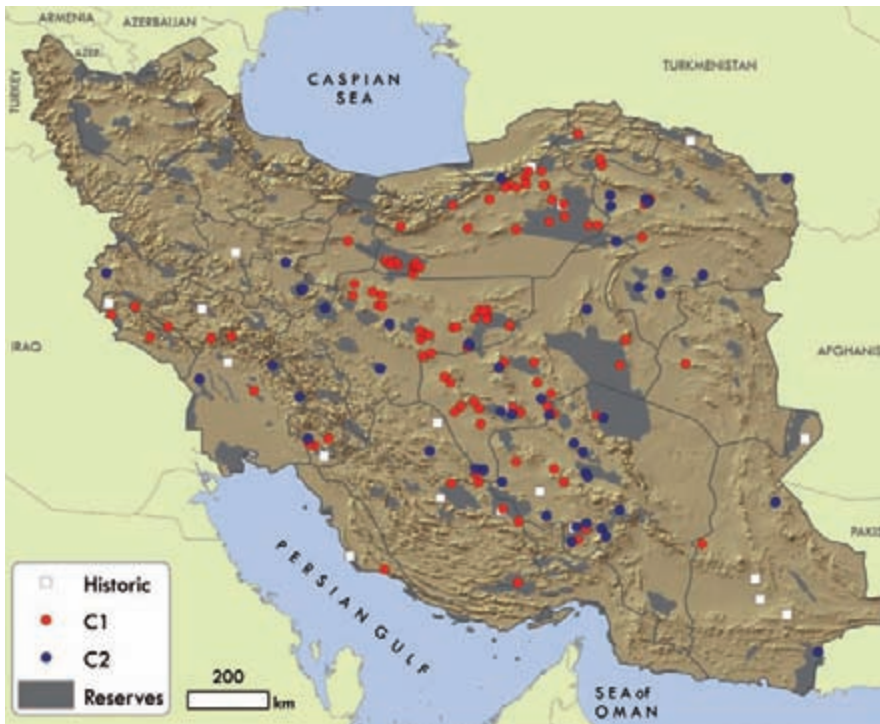 ARMENIA
AZERBAIJAN
AZER.
TURKEY
CASPIAN
SEA
TURKMENISTAN
IRAQ
AFGHANIS
PAKIS
PERSIAN GULF
SEA of
OMAN
Historic
C1
C2
Reserves
200
km